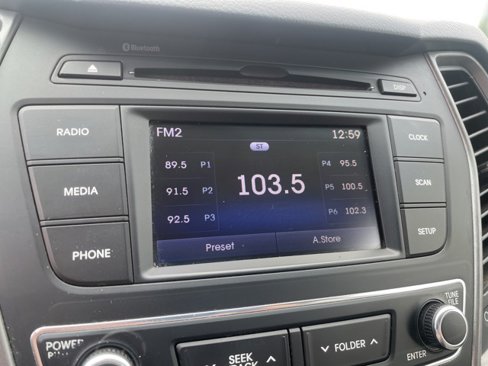 Bluetooth
DISP
RADIO
MEDIA
PHONE
FM2
12:59
ST
89.5 P1
P4 95.5
91.5 P2
103.5
P5 100.5
92.5 P3
P6 102.3
Preset
A.Store
CLOCK
SCAN
SETUP
POWER
SEEK
FOLDER
TUNE
FILE
ENTER